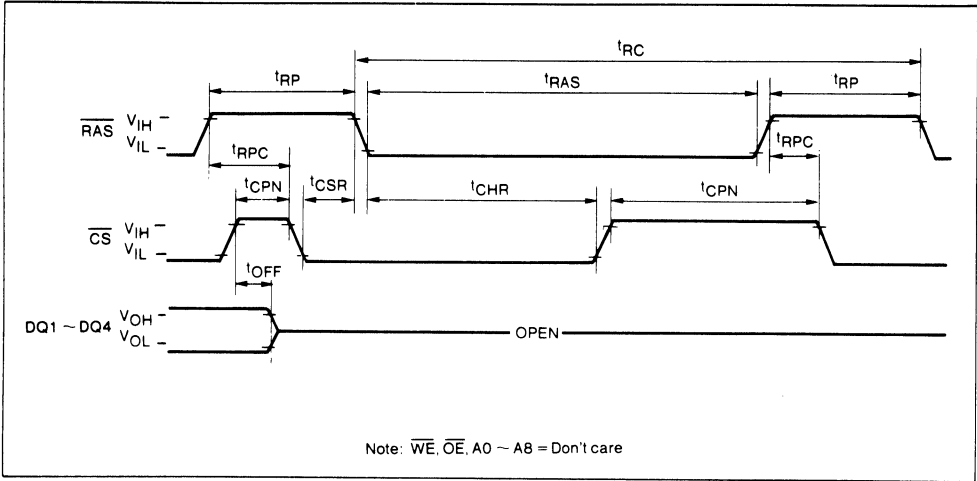 tRC
tRP
tRAS
tRP
RAS
VIH
VIL
tRPC
tRPC
tCPN
tCSR
tCHR
tCPN
CS
VIH
VIL
tOFF
DQ1 ~ DQ4
VOH
VOL
OPEN
Note: WE, OE, A0 ~ A8 = Don't care